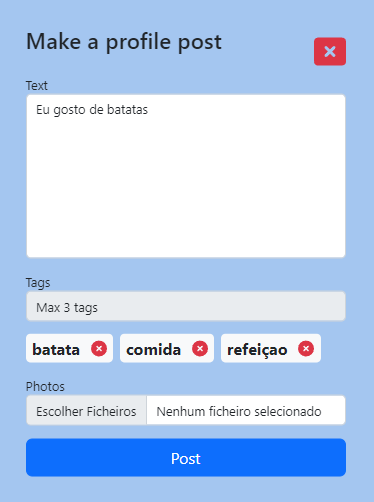 Make a profile post
Text
Eu gosto de batatas
Tags
Max 3 tags
batata comida refeiçao
Photos
Escolher Ficheiros Nenhum ficheiro selecionado
Post